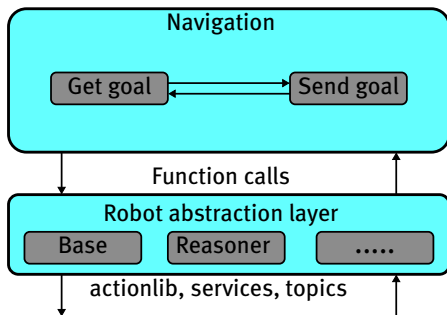 Navigation
Get goal Send goal
Function calls
Robot abstraction layer
Base Reasoner .....
actionlib, services, topics